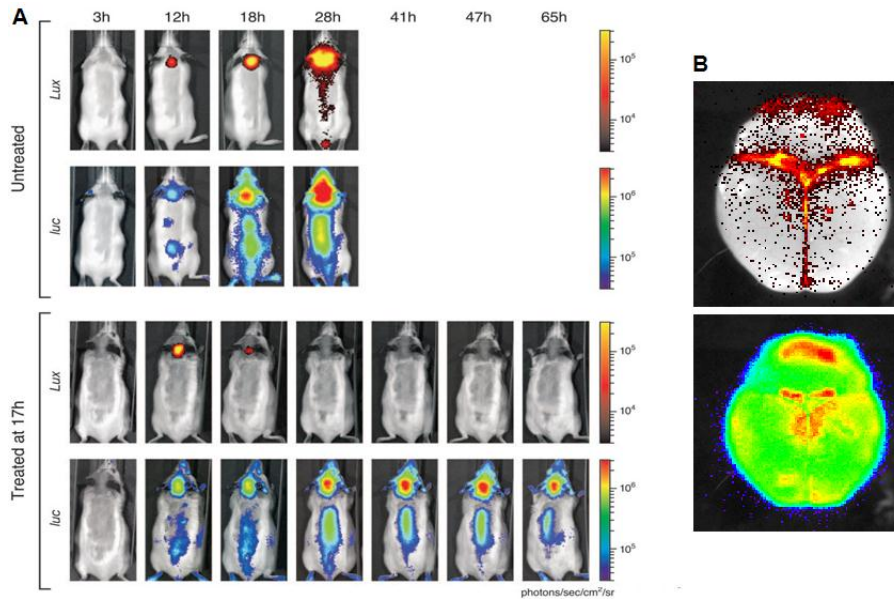 A
3h 12h 18h 28h 41h 47h 65h
Untreated
Lux
10⁵
10⁴
luc
10⁶
10⁵
Treated at 17h
Lux
10⁵
10⁴
luc
10⁶
10⁵
photons/sec/cm²/sr
B